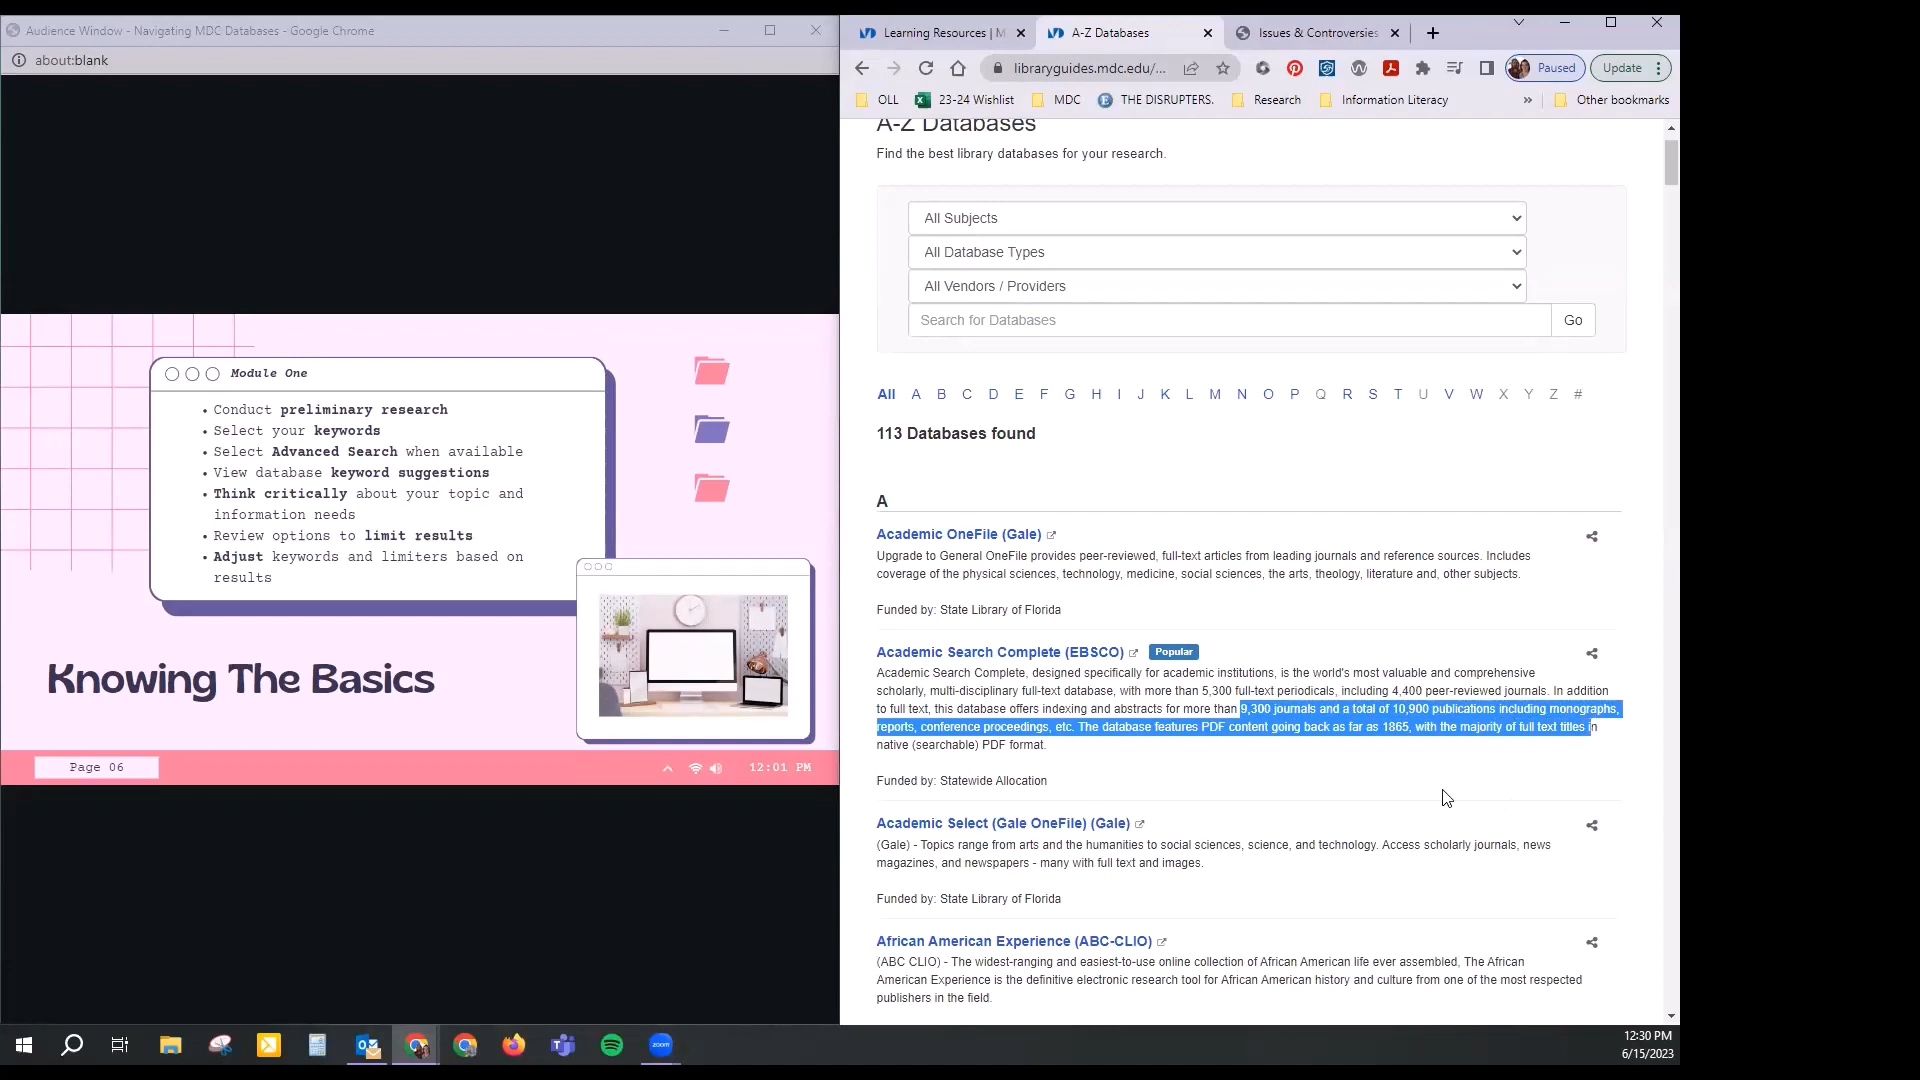 Audience Window - Navigating MDC Databases - Google Chrome
about:blank
Module One
• Conduct preliminary research
• Select your keywords
• Select Advanced Search when available
• View database keyword suggestions
• Think critically about your topic and
information needs
• Review options to limit results
• Adjust keywords and limiters based on
results
Knowing The Basics
Page 06
12:01 PM
Learning Resources | M
A-Z Databases
Issues & Controversies
libraryguides.mdc.edu/...
Paused
Update
OLL
23-24 Wishlist
MDC
THE DISRUPTERS.
Research
Information Literacy
»
Other bookmarks
A-Z Databases
Find the best library databases for your research.
All Subjects
All Database Types
All Vendors / Providers
Search for Databases
Go
All A B C D E F G H I J K L M N O P Q R S T U V W X Y Z #
113 Databases found
A
Academic OneFile (Gale)
Upgrade to General OneFile provides peer-reviewed, full-text articles from leading journals and reference sources. Includes
coverage of the physical sciences, technology, medicine, social sciences, the arts, theology, literature and, other subjects.
Funded by: State Library of Florida
Academic Search Complete (EBSCO) Popular
Academic Search Complete, designed specifically for academic institutions, is the world's most valuable and comprehensive
scholarly, multi-disciplinary full-text database, with more than 5,300 full-text periodicals, including 4,400 peer-reviewed journals. In addition
to full text, this database offers indexing and abstracts for more than 9,300 journals and a total of 10,900 publications including monographs,
reports, conference proceedings, etc. The database features PDF content going back as far as 1865, with the majority of full text titles in
native (searchable) PDF format.
Funded by: Statewide Allocation
Academic Select (Gale OneFile) (Gale)
(Gale) - Topics range from arts and the humanities to social sciences, science, and technology. Access scholarly journals, news
magazines, and newspapers - many with full text and images.
Funded by: State Library of Florida
African American Experience (ABC-CLIO)
(ABC CLIO) - The widest-ranging and easiest-to-use online collection of African American life ever assembled, The African
American Experience is the definitive electronic research tool for African American history and culture from one of the most respected
publishers in the field.
zoom
12:30 PM
6/15/2023